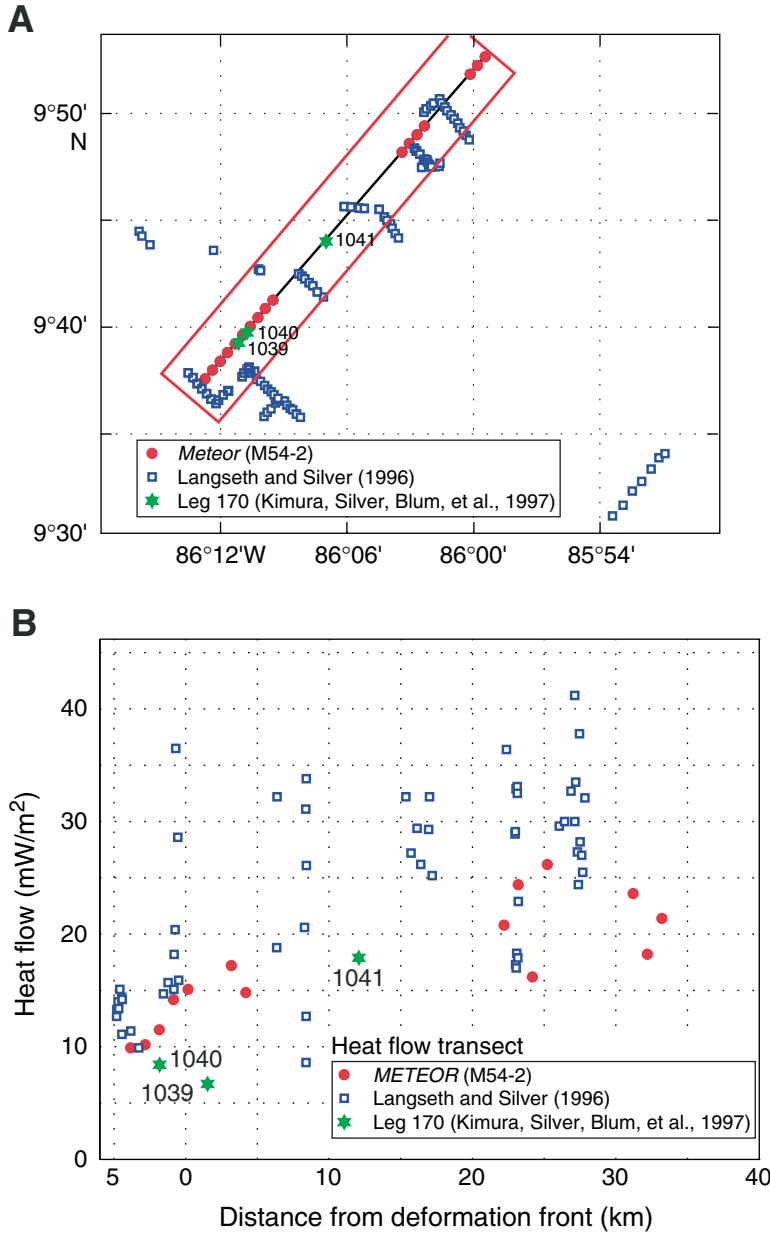 A
9°50'
N
9°40'
9°30'
1041
1040
1039
Meteor (M54-2)
Langseth and Silver (1996)
Leg 170 (Kimura, Silver, Blum, et al., 1997)
86°12'W
86°06'
86°00'
85°54'
B
Heat flow (mW/m2)
40
30
20
10
0
1041
1040
1039
Heat flow transect
METEOR (M54-2)
Langseth and Silver (1996)
Leg 170 (Kimura, Silver, Blum, et al., 1997)
5
0
10
20
30
40
Distance from deformation front (km)